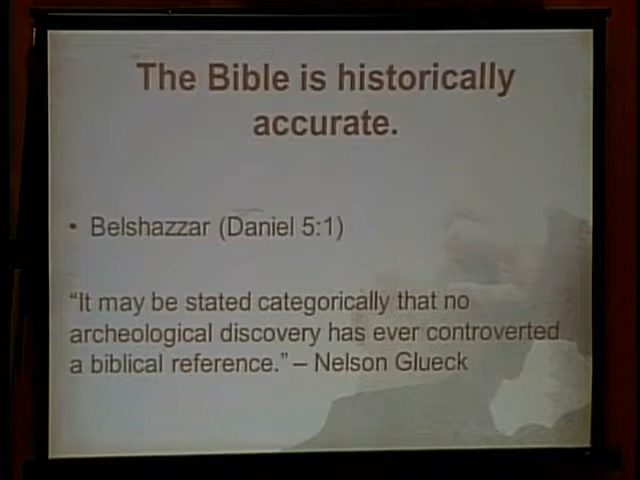 The Bible is historically
accurate.
• Belshazzar (Daniel 5:1)
“It may be stated categorically that no
archeological discovery has ever controverted
a biblical reference.” – Nelson Glueck